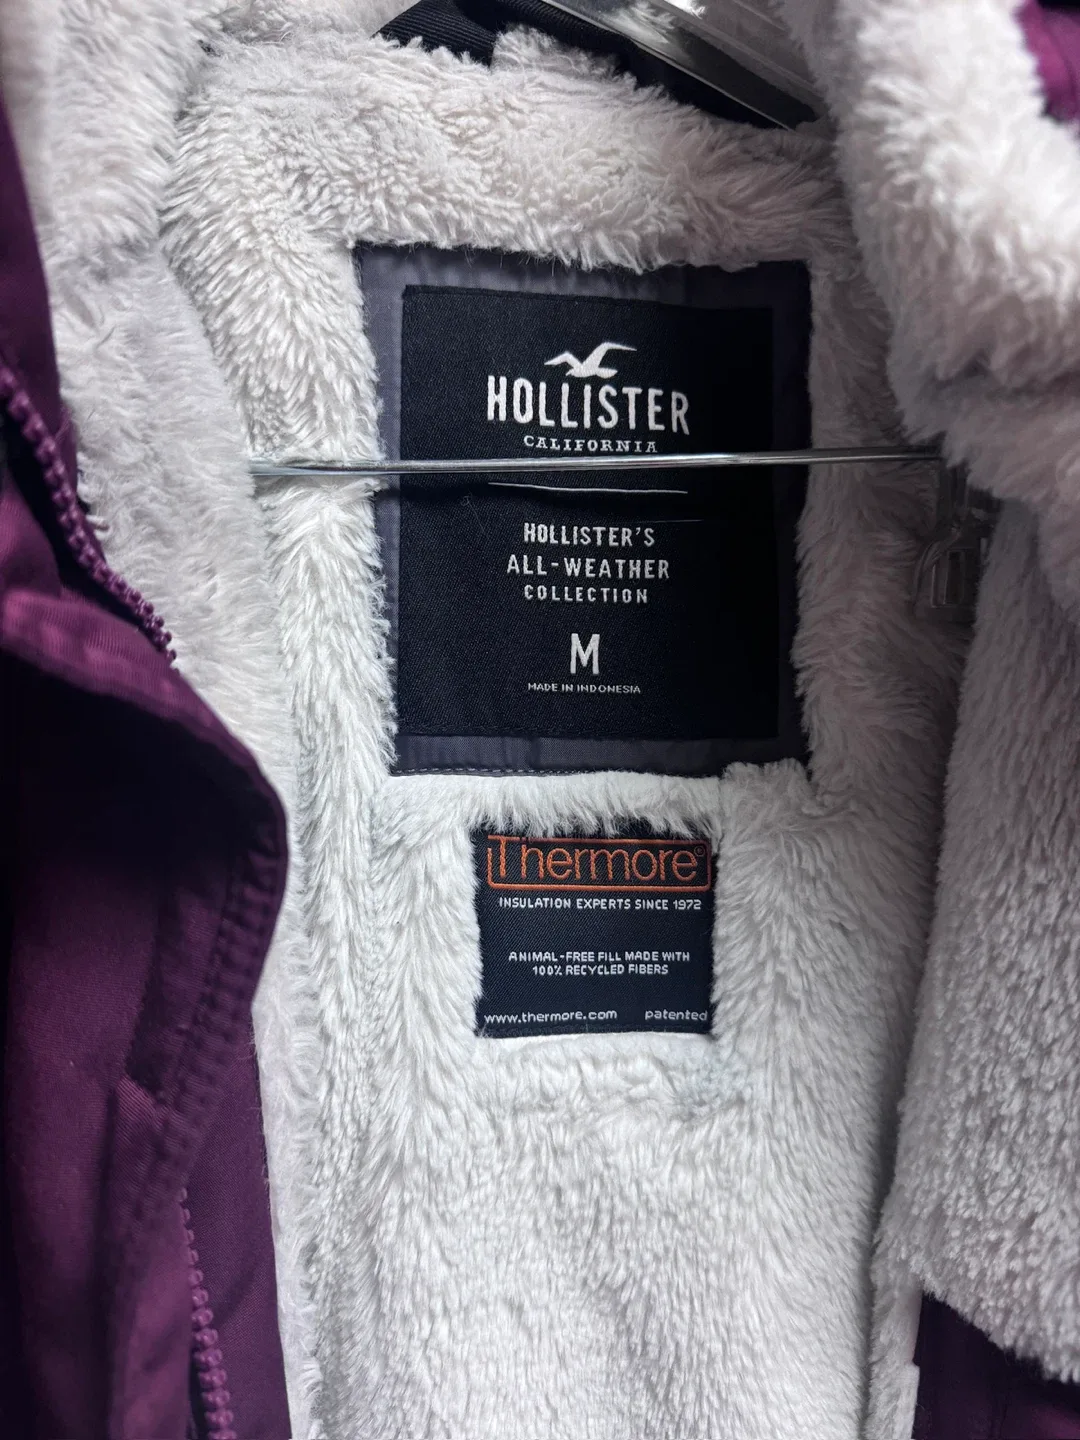 HOLLISTER
CALIFORNIA
HOLLISTER'S
ALL-WEATHER
COLLECTION
M
MADE IN INDONESIA
Thermore®
INSULATION EXPERTS SINCE 1972
ANIMAL-FREE FILL MADE WITH
100% RECYCLED FIBERS
www.thermore.com patented